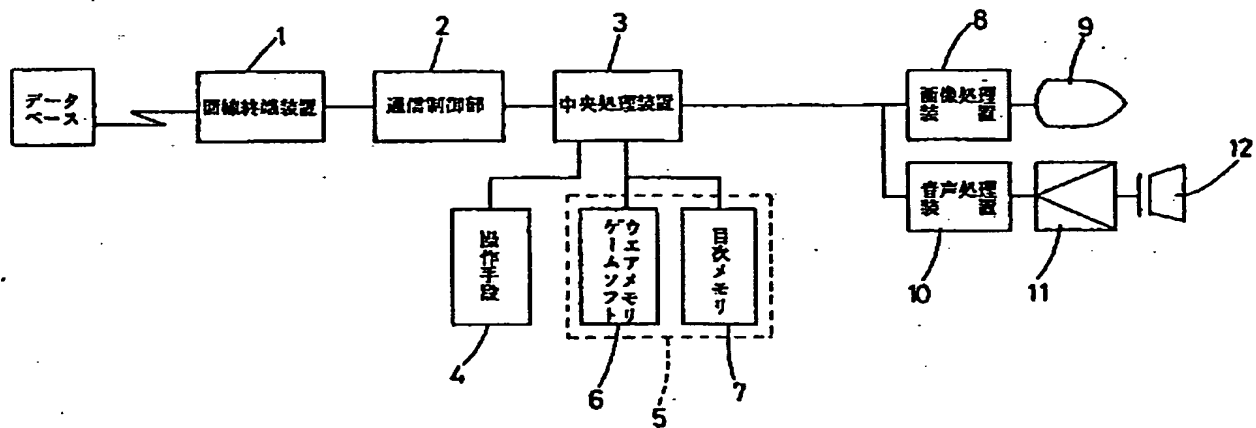 1
2
3
8
9
データ
ベース
回線終端装置
通信制御部
中央処理装置
画像処理
装置
12
音声処理
装置
操作手段
ゲームソフト
ウエアメモリ
目次メモリ
10
11
4
6
5
7